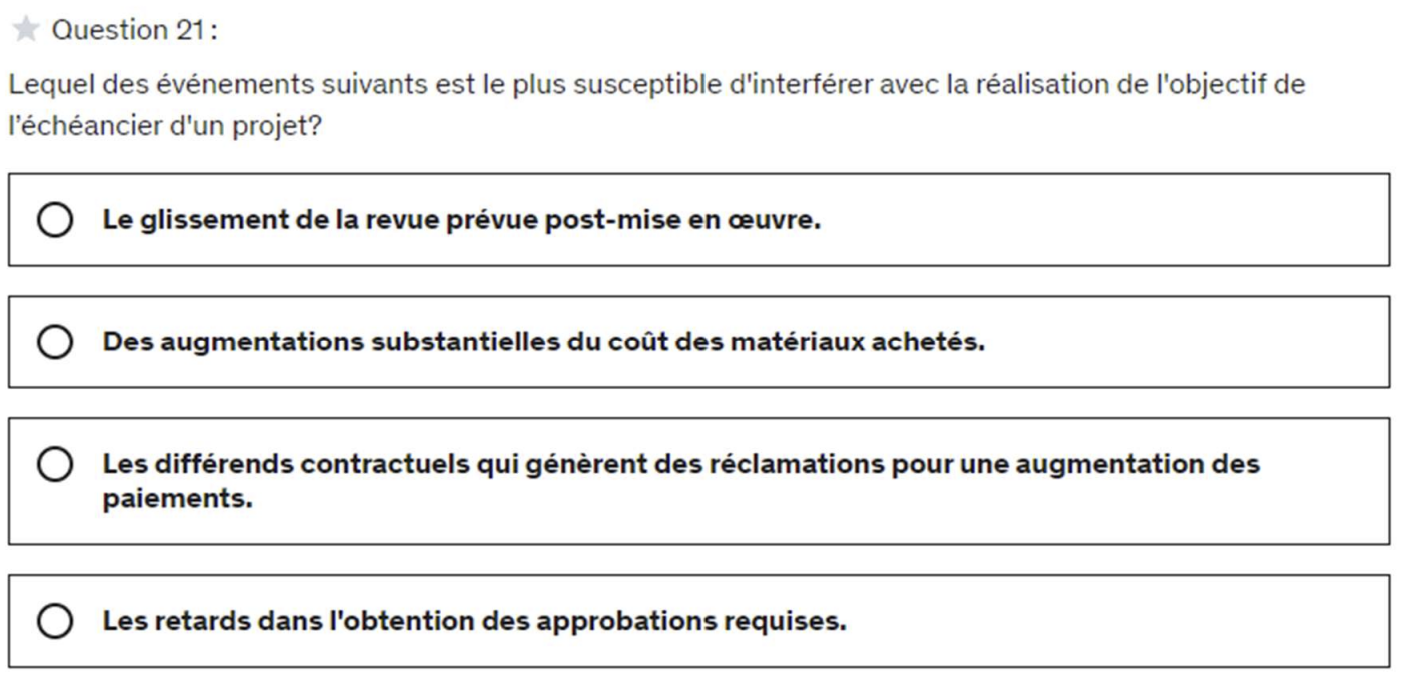 Question 21 :
Lequel des événements suivants est le plus susceptible d'interférer avec la réalisation de l'objectif de
l’échéancier d'un projet?
Le glissement de la revue prévue post-mise en œuvre.
Des augmentations substantielles du coût des matériaux achetés.
Les différends contractuels qui génèrent des réclamations pour une augmentation des
paiements.
Les retards dans l'obtention des approbations requises.